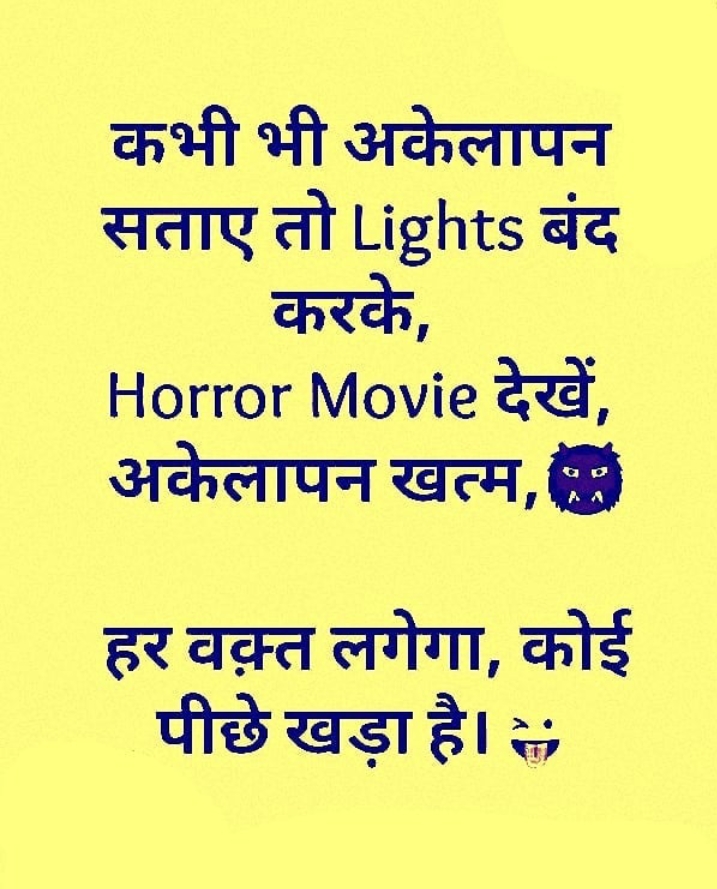 कभी भी अकेलापन
सताए तो Lights बंद
करके,
Horror Movie देखें,
अकेलापन खत्म,👹
हर वक़्त लगेगा, कोई
पीछे खड़ा है। 😜